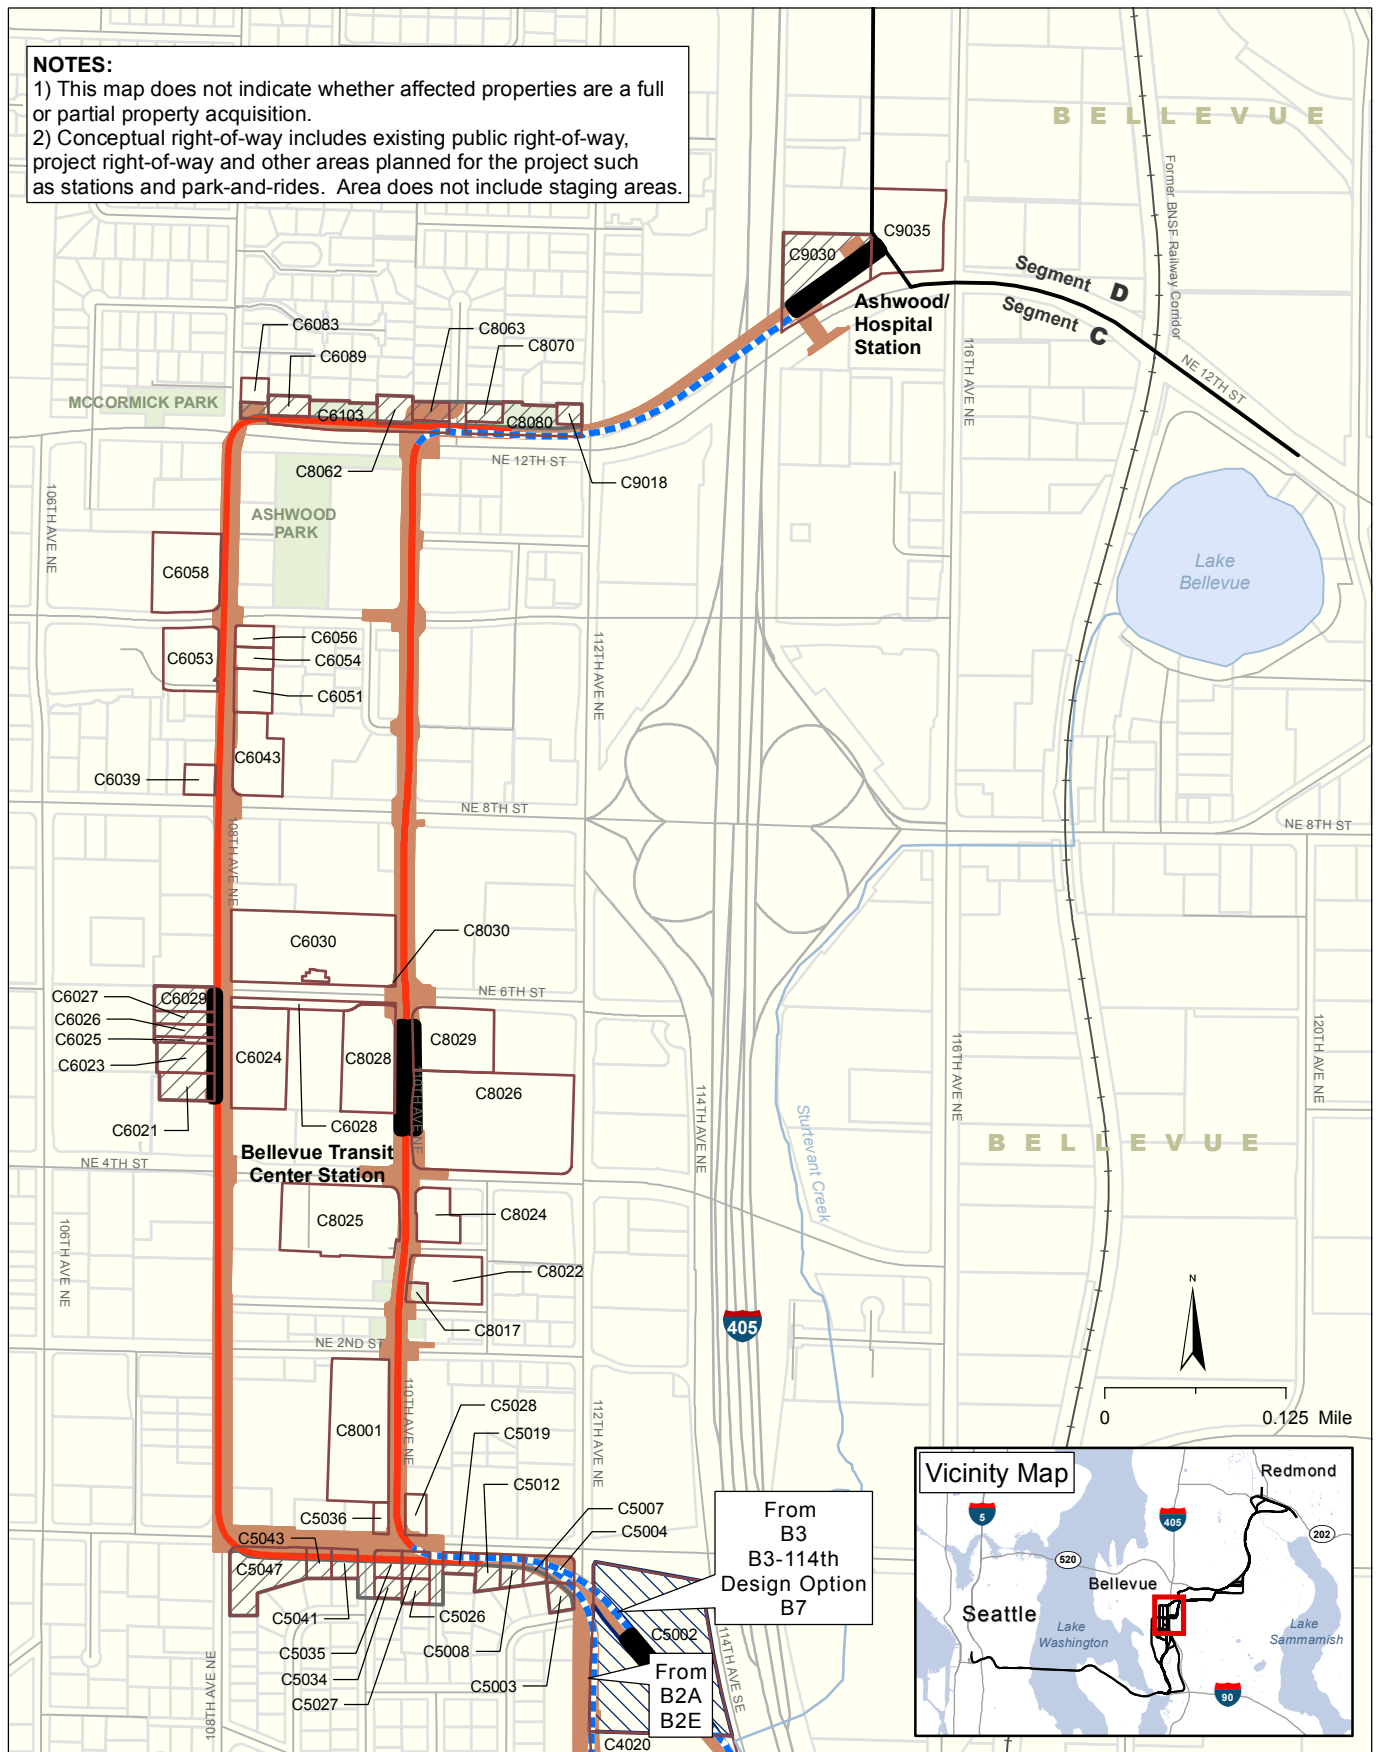 NOTES:
1) This map does not indicate whether affected properties are a full
or partial property acquisition.
2) Conceptual right-of-way includes existing public right-of-way,
project right-of-way and other areas planned for the project such
as stations and park-and-rides.  Area does not include staging areas.
BELLEVUE
Former BNSF Railway Corridor
C9035
C9030
Segment D
Segment C
Ashwood/
Hospital
Station
116TH AVE NE
NE 12TH ST
C6083
C6089
C8063
C8070
MCCORMICK PARK
C6103
C8080
C8062
NE 12TH ST
C9018
106TH AVE NE
ASHWOOD
PARK
C6058
Lake
Bellevue
C6056
C6053
C6054
C6051
112TH AVE NE
C6043
C6039
NE 8TH ST
108TH AVE NE
NE 8TH ST
C6030
C8030
C6027
C6029
NE 6TH ST
C6026
C6025
C6023
C6024
C8028
C8029
C8026
110TH AVE NE
C6021
C6028
114TH AVE NE
116TH AVE NE
120TH AVE NE
Sturtevant Creek
Bellevue Transit
Center Station
NE 4TH ST
BELLEVUE
C8025
C8024
106TH AVE NE
C8022
C8017
NE 2ND ST
405
N
0
0.125 Mile
C8001
110TH AVE NE
C5028
C5019
112TH AVE NE
C5012
C5036
C5007
C5004
C5043
C5047
From
B3
B3-114th
Design Option
B7
C5041
C5026
C5035
C5008
C5002
C5034
C5003
C5027
108TH AVE NE
114TH AVE SE
From
B2A
B2E
C4020
Vicinity Map
Redmond
5
405
202
520
Bellevue
Seattle
Lake
Washington
Lake
Sammamish
90